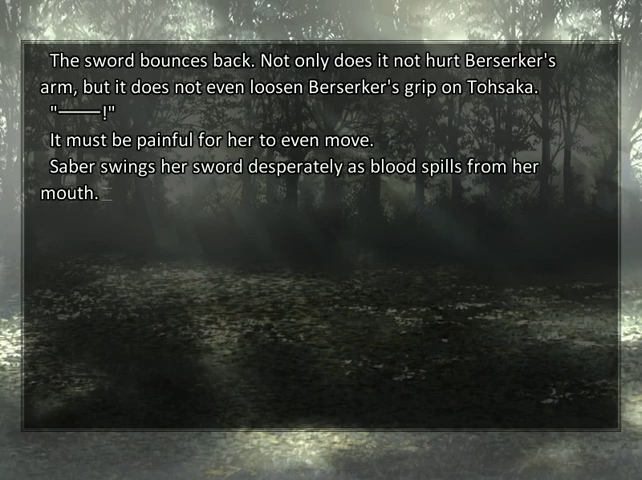 The sword bounces back. Not only does it not hurt Berserker's
arm, but it does not even loosen Berserker's grip on Tohsaka.
"───!"
It must be painful for her to even move.
Saber swings her sword desperately as blood spills from her
mouth.